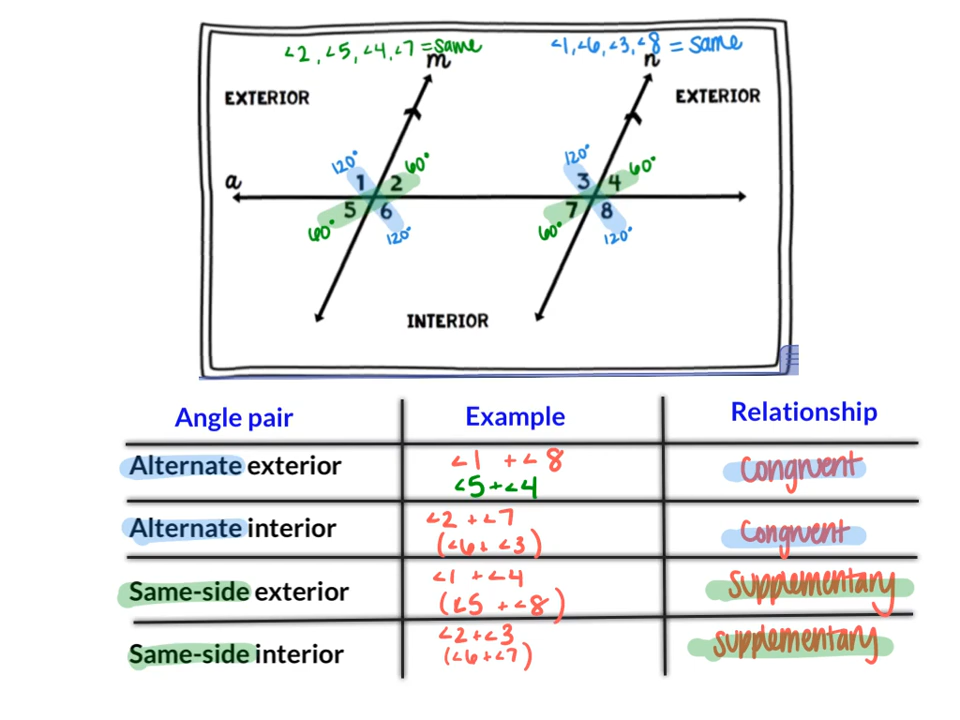 ∠2, ∠5, ∠4, ∠7 = same
∠1, ∠6, ∠3, ∠8 = same
m
n
EXTERIOR
EXTERIOR
120°
60°
120°
60°
a
1
2
3
4
5
6
7
8
60°
120°
60°
120°
INTERIOR
Angle pair
Example
Relationship
Alternate exterior
∠1 + ∠8
∠5 + ∠4
Congruent
Alternate interior
∠2 + ∠7
(∠6 + ∠3)
Congruent
Same-side exterior
∠1 + ∠4
(∠5 + ∠8)
Supplementary
Same-side interior
∠2 + ∠3
(∠6 + ∠7)
supplementary